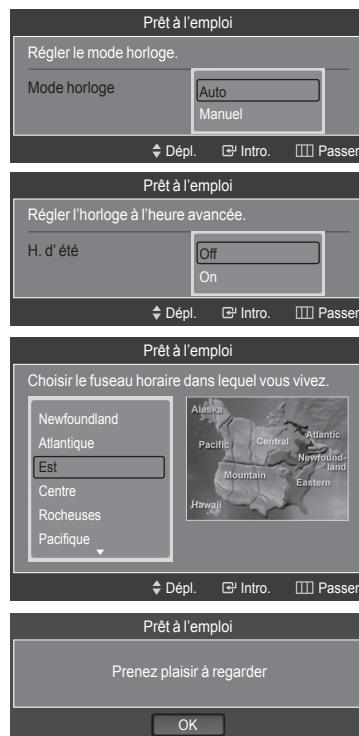 Prêt à l'emploi
Régler le mode horloge.
Mode horloge
Auto
Manuel
Dépl. Intro. Passer
Prêt à l'emploi
Régler l'horloge à l'heure avancée.
H. d' été
Off
On
Dépl. Intro. Passer
Prêt à l'emploi
Choisir le fuseau horaire dans lequel vous vivez.
Newfoundland
Atlantique
Est
Centre
Rocheuses
Pacifique
Alaska
Pacific Central Atlantic
Newfound-
land
Mountain Eastern
Hawaii
Dépl. Intro. Passer
Prêt à l'emploi
Prenez plaisir à regarder
OK